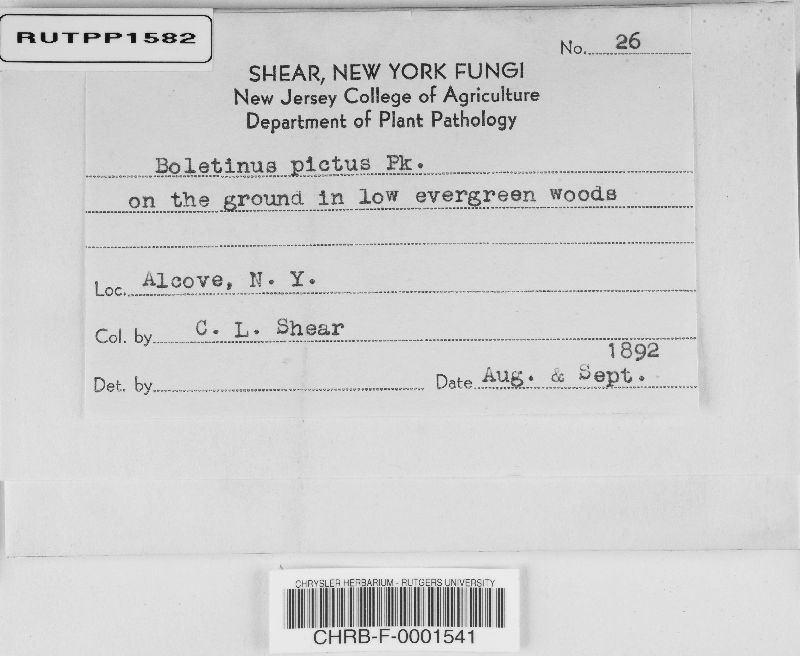 RUTPP1582
No. 26
SHEAR, NEW YORK FUNGI
New Jersey College of Agriculture
Department of Plant Pathology
Boletinus pictus Pk.
on the ground in low evergreen woods
Loc. Alcove, N. Y.
Col. by C. L. Shear
1892
Det. by Date Aug. & Sept.
CHRYSLER HERBARIUM - RUTGERS UNIVERSITY
CHRB-F-0001541